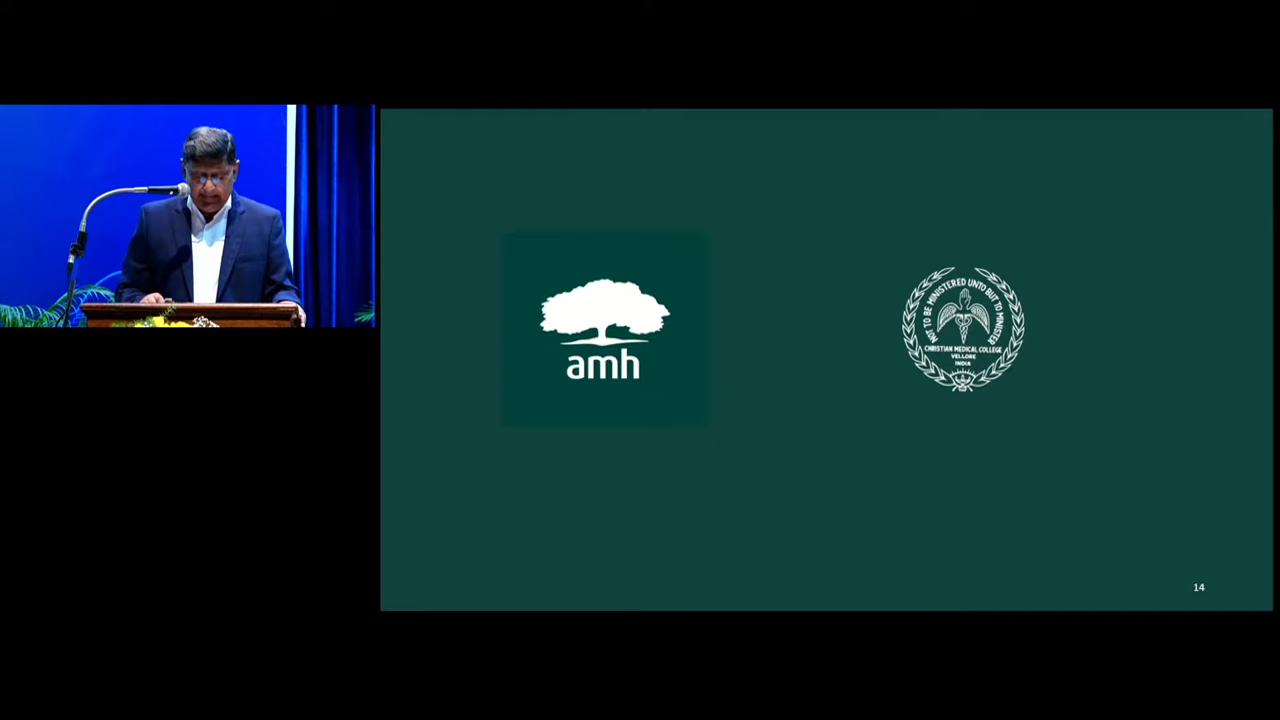 amh
NOT TO BE MINISTERED UNTO BUT TO MINISTER
CHRISTIAN MEDICAL COLLEGE
VELLORE
INDIA
14